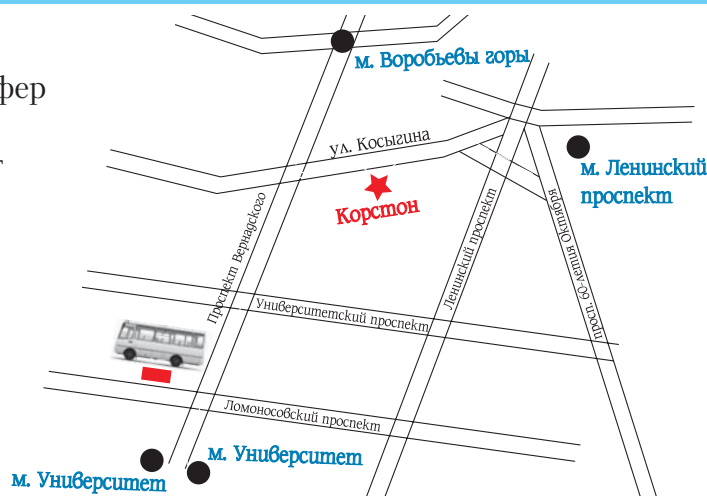 м. Воробьевы горы
фер
ул. Косыгина
т
м. Ленинский
проспект
Корстон
Проспект Вернадского
Ленинский проспект
просп. 60-летия Октября
Университетский проспект
Ломоносовский проспект
м. Университет
м. Университет